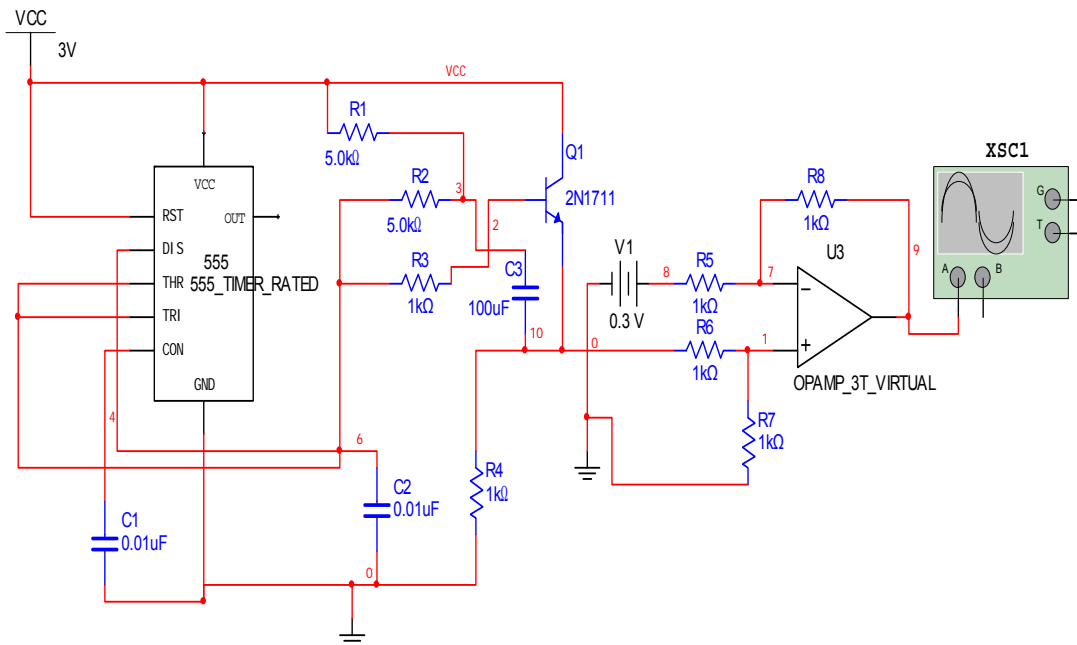 VCC
3V
VCC
R1
5.0kΩ
Q1
2N1711
XSC1
G
T
A
B
VCC
RST
OUT
DIS
555
THR
555_TIMER_RATED
TRI
CON
GND
R2
5.0kΩ
3
2
R3
1kΩ
C3
100uF
10
0
V1
0.3 V
8
R5
1kΩ
7
R8
1kΩ
U3
9
R6
1kΩ
1
OPAMP_3T_VIRTUAL
R7
1kΩ
4
6
R4
1kΩ
C2
0.01uF
C1
0.01uF
0